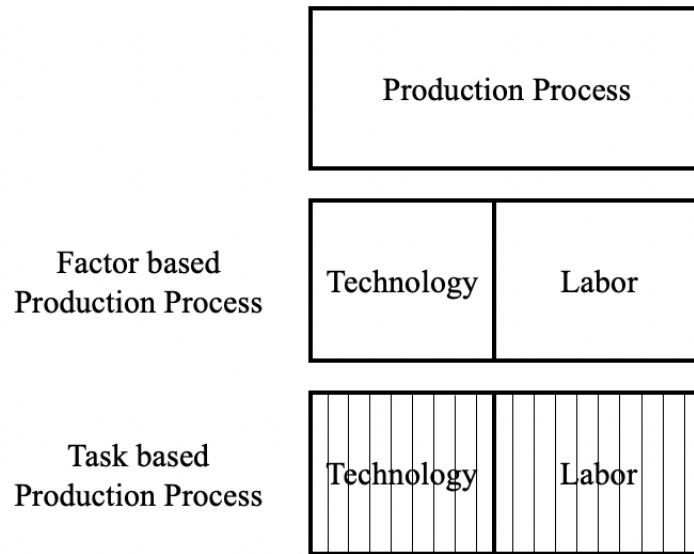 Production Process
Factor based
Production Process
Technology
Labor
Task based
Production Process
Technology
Labor